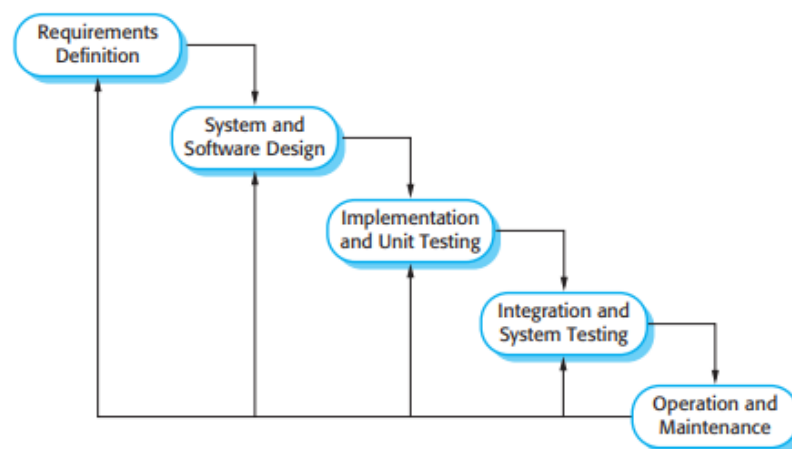 Requirements
Definition
System and
Software Design
Implementation
and Unit Testing
Integration and
System Testing
Operation and
Maintenance